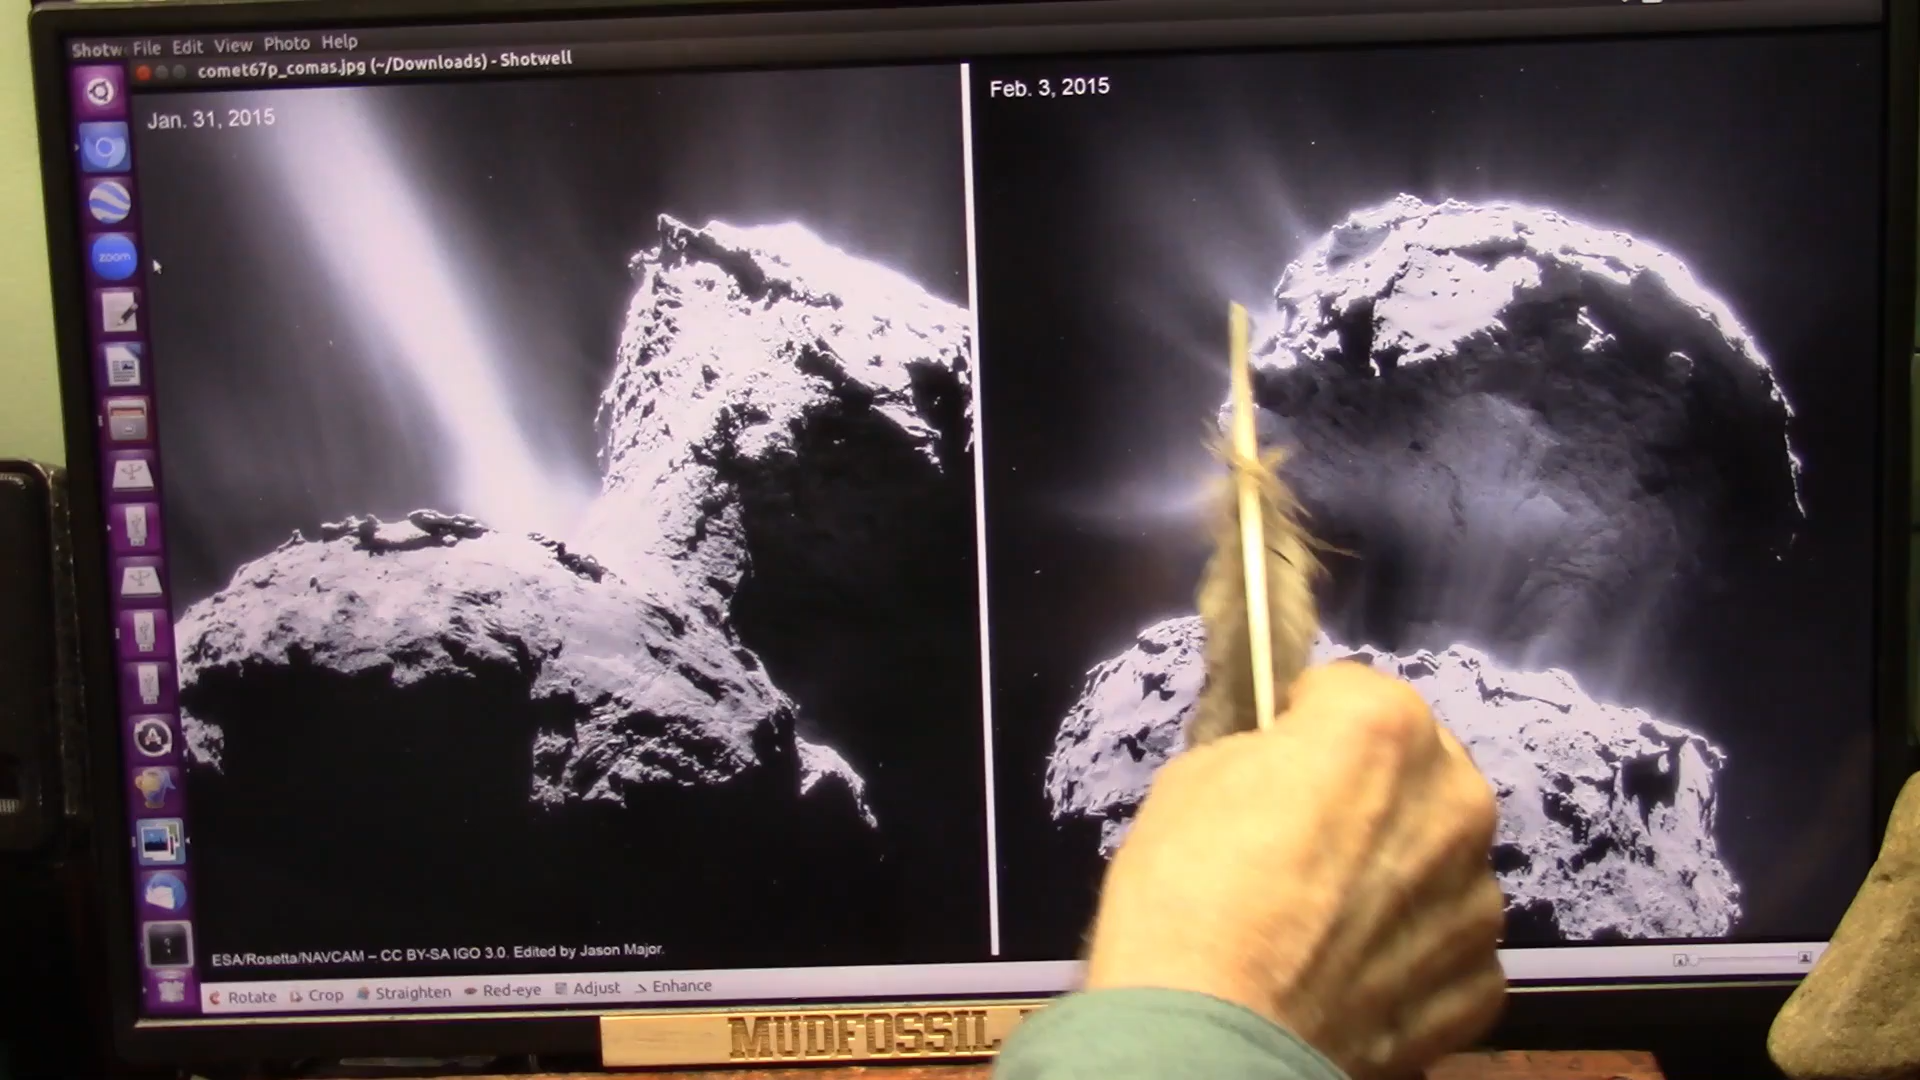 Shotw File Edit View Photo Help
comet67p_comas.jpg (~/Downloads) - Shotwell
Jan. 31, 2015
Feb. 3, 2015
zoom
ESA/Rosetta/NAVCAM – CC BY-SA IGO 3.0. Edited by Jason Major.
Rotate Crop Straighten Red-eye Adjust Enhance
MUDFOSSIL